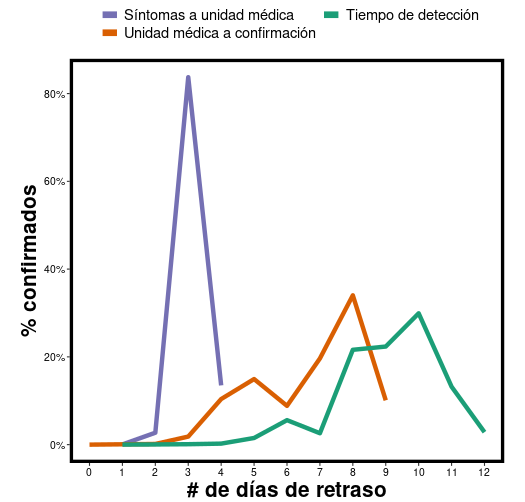 Síntomas a unidad médica Tiempo de detección
Unidad médica a confirmación
80%
60%
40%
20%
0%
% confirmados
0 1 2 3 4 5 6 7 8 9 10 11 12
# de días de retraso